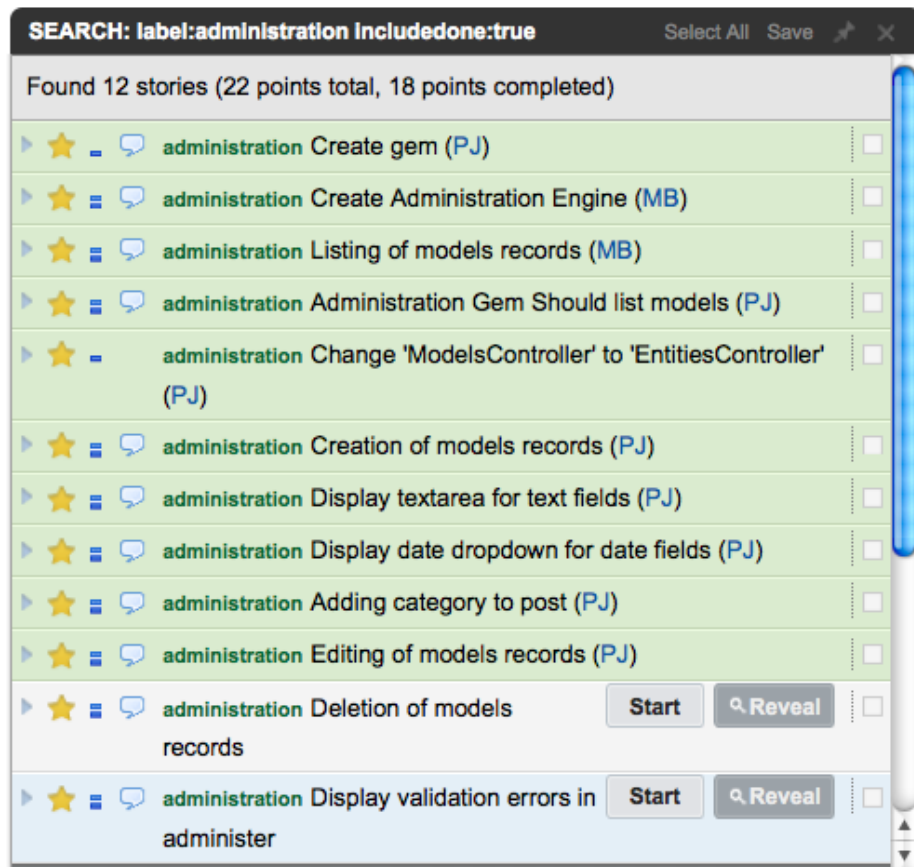 SEARCH: label:administration includedone:true Select All Save
Found 12 stories (22 points total, 18 points completed)
administration Create gem (PJ)
administration Create Administration Engine (MB)
administration Listing of models records (MB)
administration Administration Gem Should list models (PJ)
administration Change 'ModelsController' to 'EntitiesController'
(PJ)
administration Creation of models records (PJ)
administration Display textarea for text fields (PJ)
administration Display date dropdown for date fields (PJ)
administration Adding category to post (PJ)
administration Editing of models records (PJ)
administration Deletion of models Start Reveal
records
administration Display validation errors in Start Reveal
administer